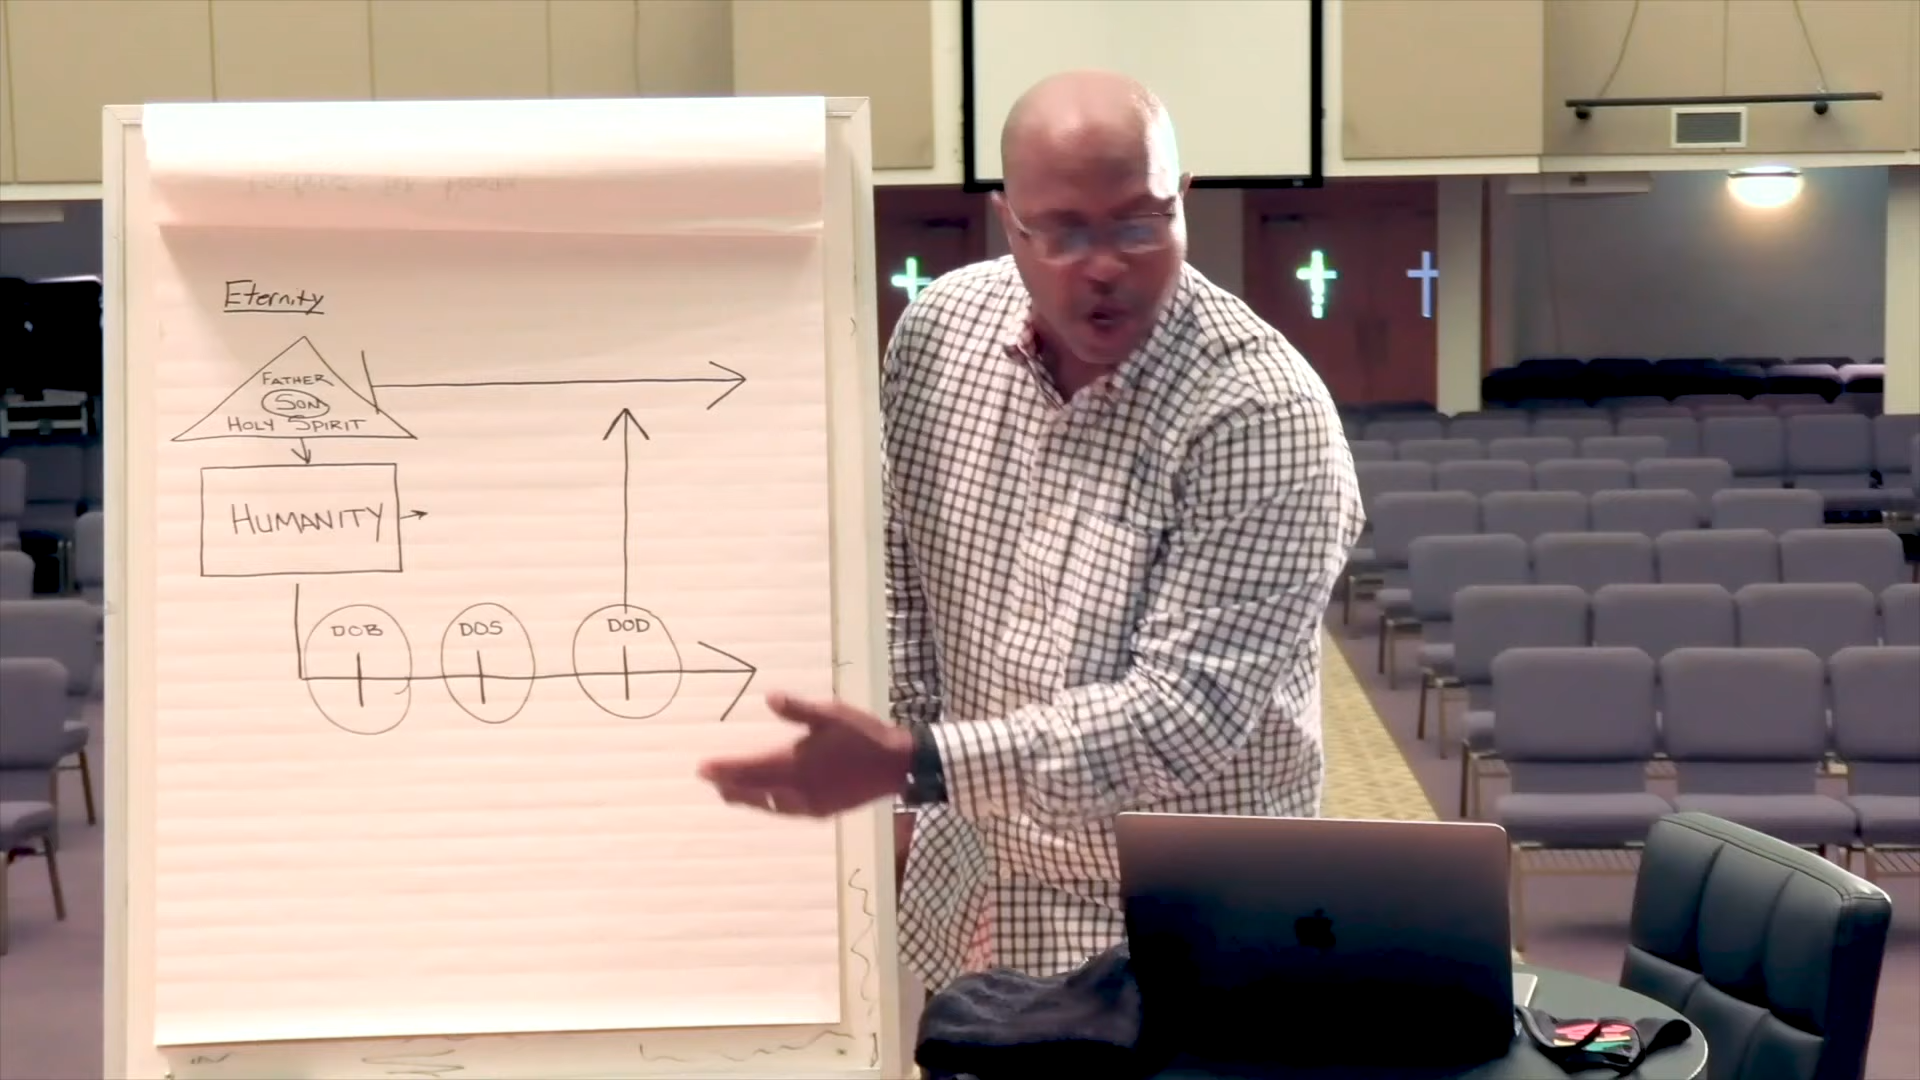 Eternity
FATHER
SON
HOLY SPIRIT
HUMANITY
DOB DOS DOD